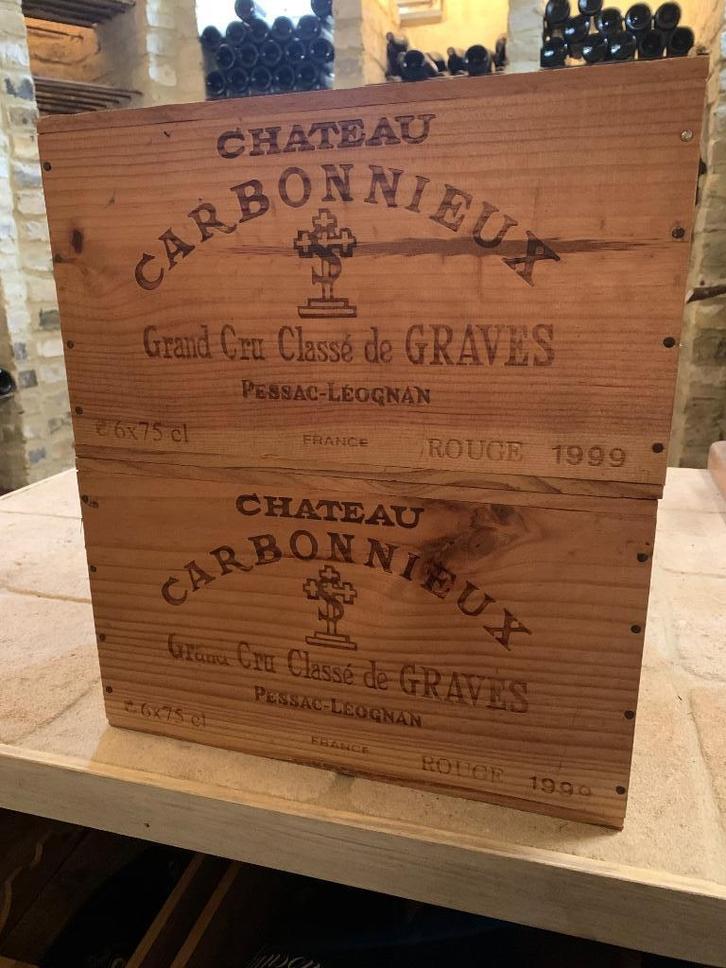 CHATEAU
CARBONNIEUX
S
Grand Cru Classé de GRAVES
PESSAC-LÉOGNAN
e 6x75 cl
FRANCE
ROUGE 1999
CHATEAU
CARBONNIEUX
S
Grand Cru Classé de GRAVES
PESSAC-LÉOGNAN
e 6x75 cl
FRANCE
ROUGE 1999